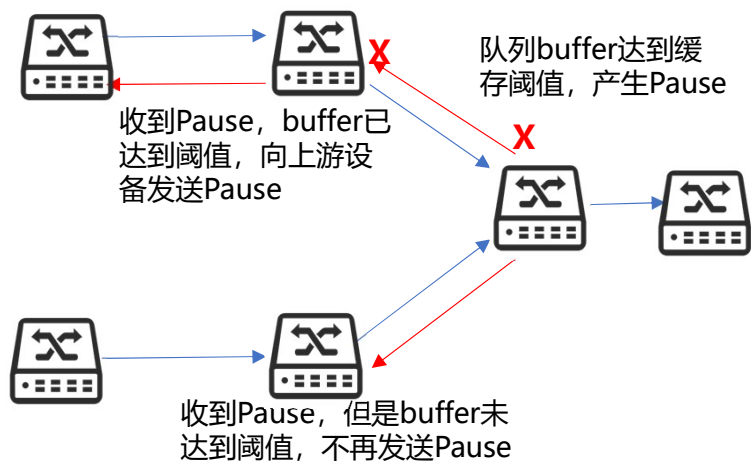 X
队列buffer达到缓
存阈值，产生Pause
收到Pause，buffer已
达到阈值，向上游设
备发送Pause
X
收到Pause，但是buffer未
达到阈值，不再发送Pause